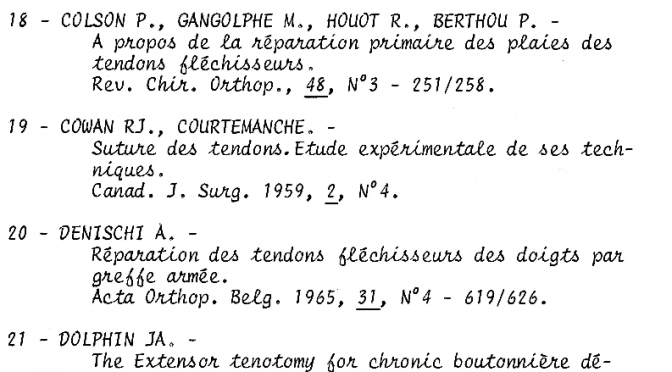 18 - COLSON P., GANGOLPHE M., HOUOT R., BERTHOU P. -
A propos de la réparation primaire des plaies des
tendons fléchisseurs.
Rev. Chir. Orthop., 48, N°3 - 251/258.
19 - COWAN RJ., COURTEMANCHE. -
Suture des tendons. Etude expérimentale de ses tech-
niques.
Canad. J. Surg. 1959, 2, N°4.
20 - DENISCHI A. -
Réparation des tendons fléchisseurs des doigts par
greffe armée.
Acta Orthop. Belg. 1965, 31, N°4 - 619/626.
21 - DOLPHIN JA. -
The Extensor tenotomy for chronic boutonnière dé-